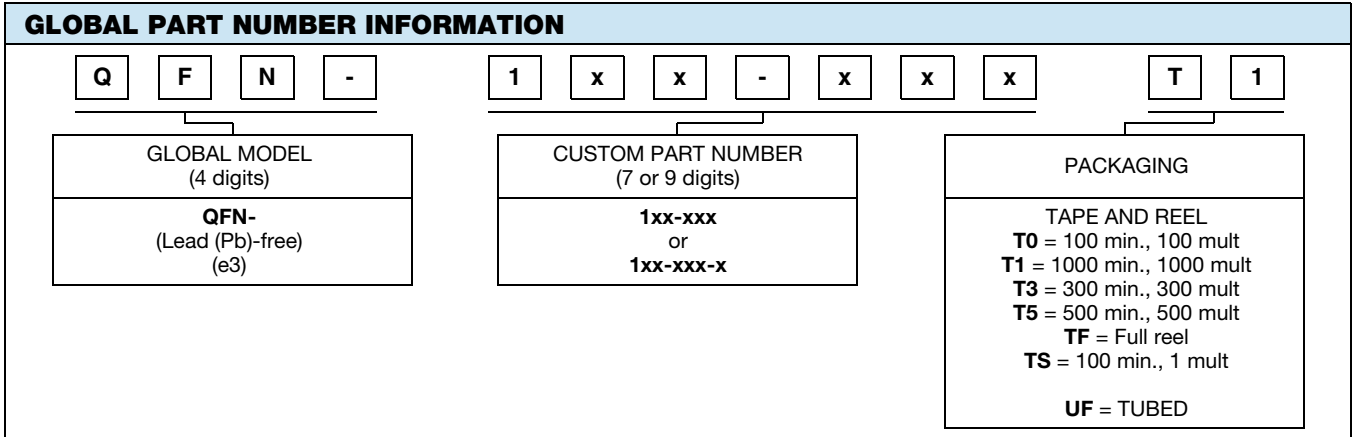 GLOBAL PART NUMBER INFORMATION
Q F N - 1 x x - x x x T 1
GLOBAL MODEL
(4 digits)
QFN-
(Lead (Pb)-free)
(e3)
CUSTOM PART NUMBER
(7 or 9 digits)
1xx-xxx
or
1xx-xxx-x
PACKAGING
TAPE AND REEL
T0 = 100 min., 100 mult
T1 = 1000 min., 1000 mult
T3 = 300 min., 300 mult
T5 = 500 min., 500 mult
TF = Full reel
TS = 100 min., 1 mult
UF = TUBED